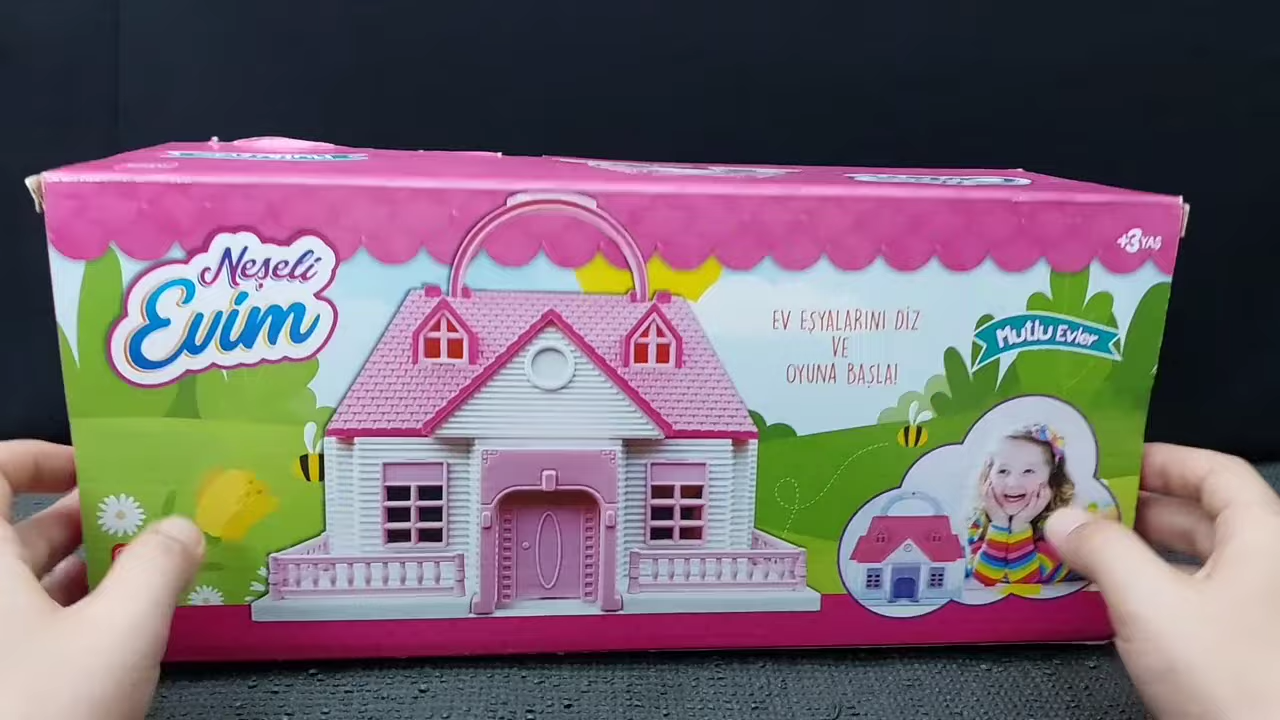 Neşeli
Evim
+3 YAŞ
EV EŞYALARINI DİZ
VE
OYUNA BAŞLA!
Mutlu Evler